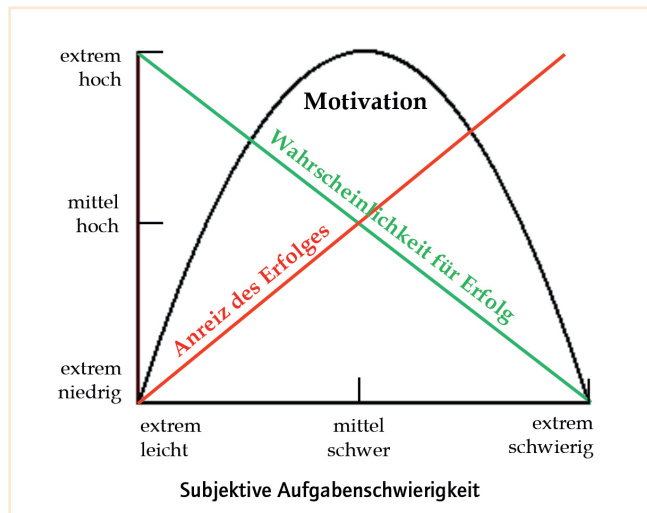 extrem
hoch
Motivation
Wahrscheinlichkeit für Erfolg
mittel
hoch
Anreiz des Erfolges
extrem
niedrig
extrem
leicht
mittel
schwer
extrem
schwierig
Subjektive Aufgabenschwierigkeit